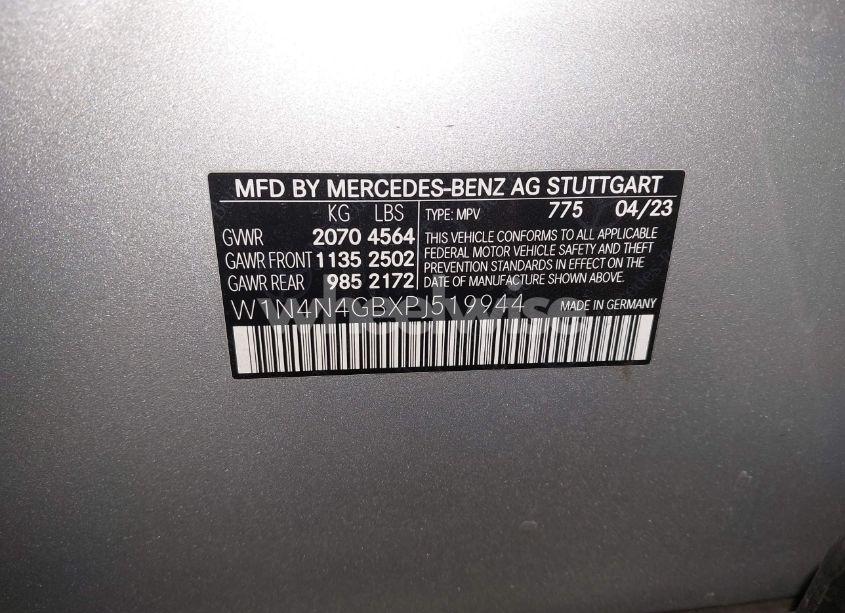 MFD BY MERCEDES-BENZ AG STUTTGART
KG LBS TYPE: MPV 775 04/23
GVWR 2070 4564
GAWR FRONT 1135 2502
GAWR REAR 985 2172
THIS VEHICLE CONFORMS TO ALL APPLICABLE
FEDERAL MOTOR VEHICLE SAFETY AND THEFT
PREVENTION STANDARDS IN EFFECT ON THE
DATE OF MANUFACTURE SHOWN ABOVE.
W1N4N4GBXPJ519944 MADE IN GERMANY
wheelwise